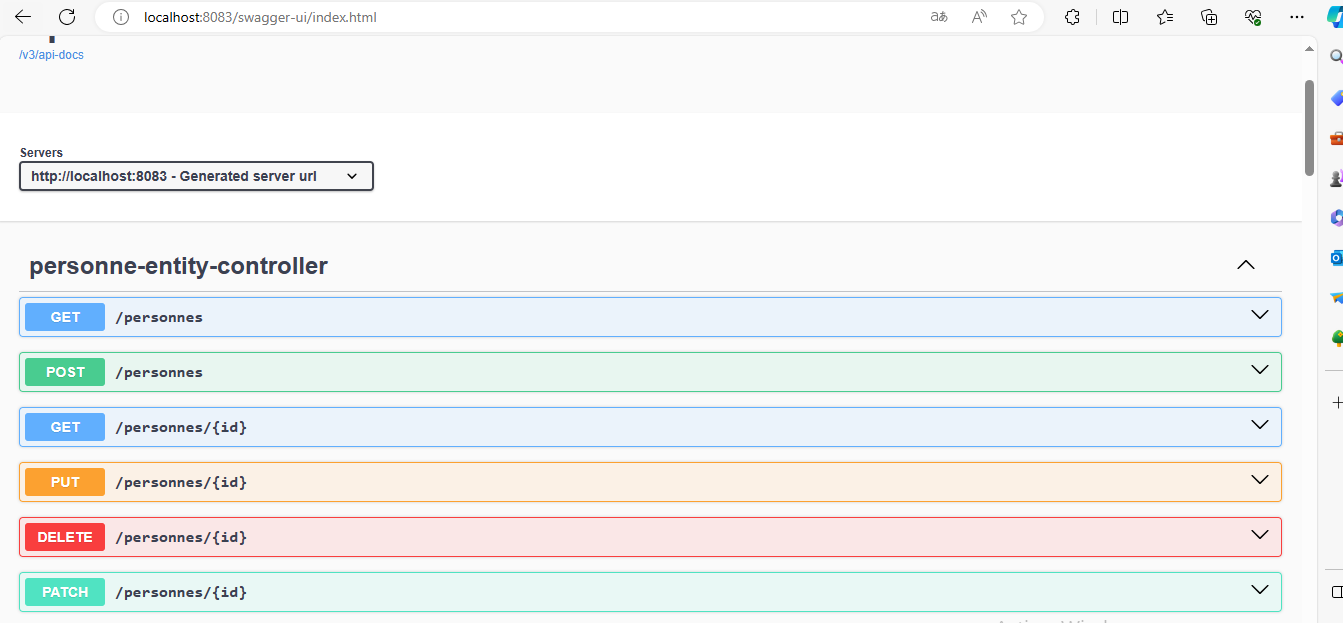 localhost:8083/swagger-ui/index.html
/v3/api-docs
Servers
http://localhost:8083 - Generated server url
personne-entity-controller
GET /personnes
POST /personnes
GET /personnes/{id}
PUT /personnes/{id}
DELETE /personnes/{id}
PATCH /personnes/{id}